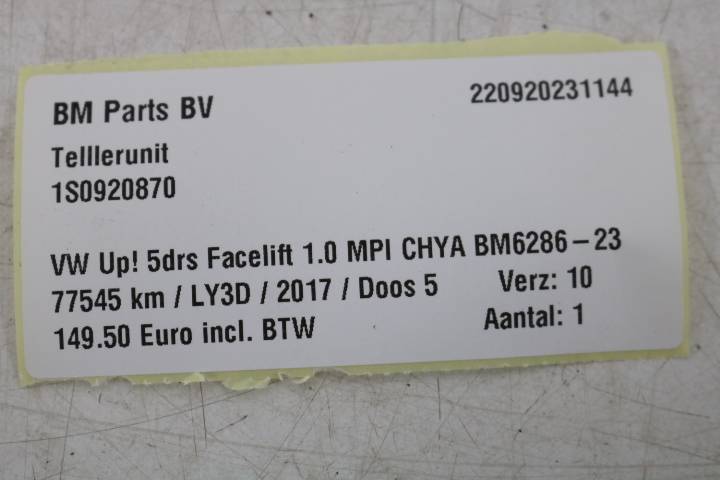 BM Parts BV 220920231144
Telllerunit
1S0920870
VW Up! 5drs Facelift 1.0 MPI CHYA BM6286-23
77545 km / LY3D / 2017 / Doos 5 Verz: 10
149.50 Euro incl. BTW Aantal: 1